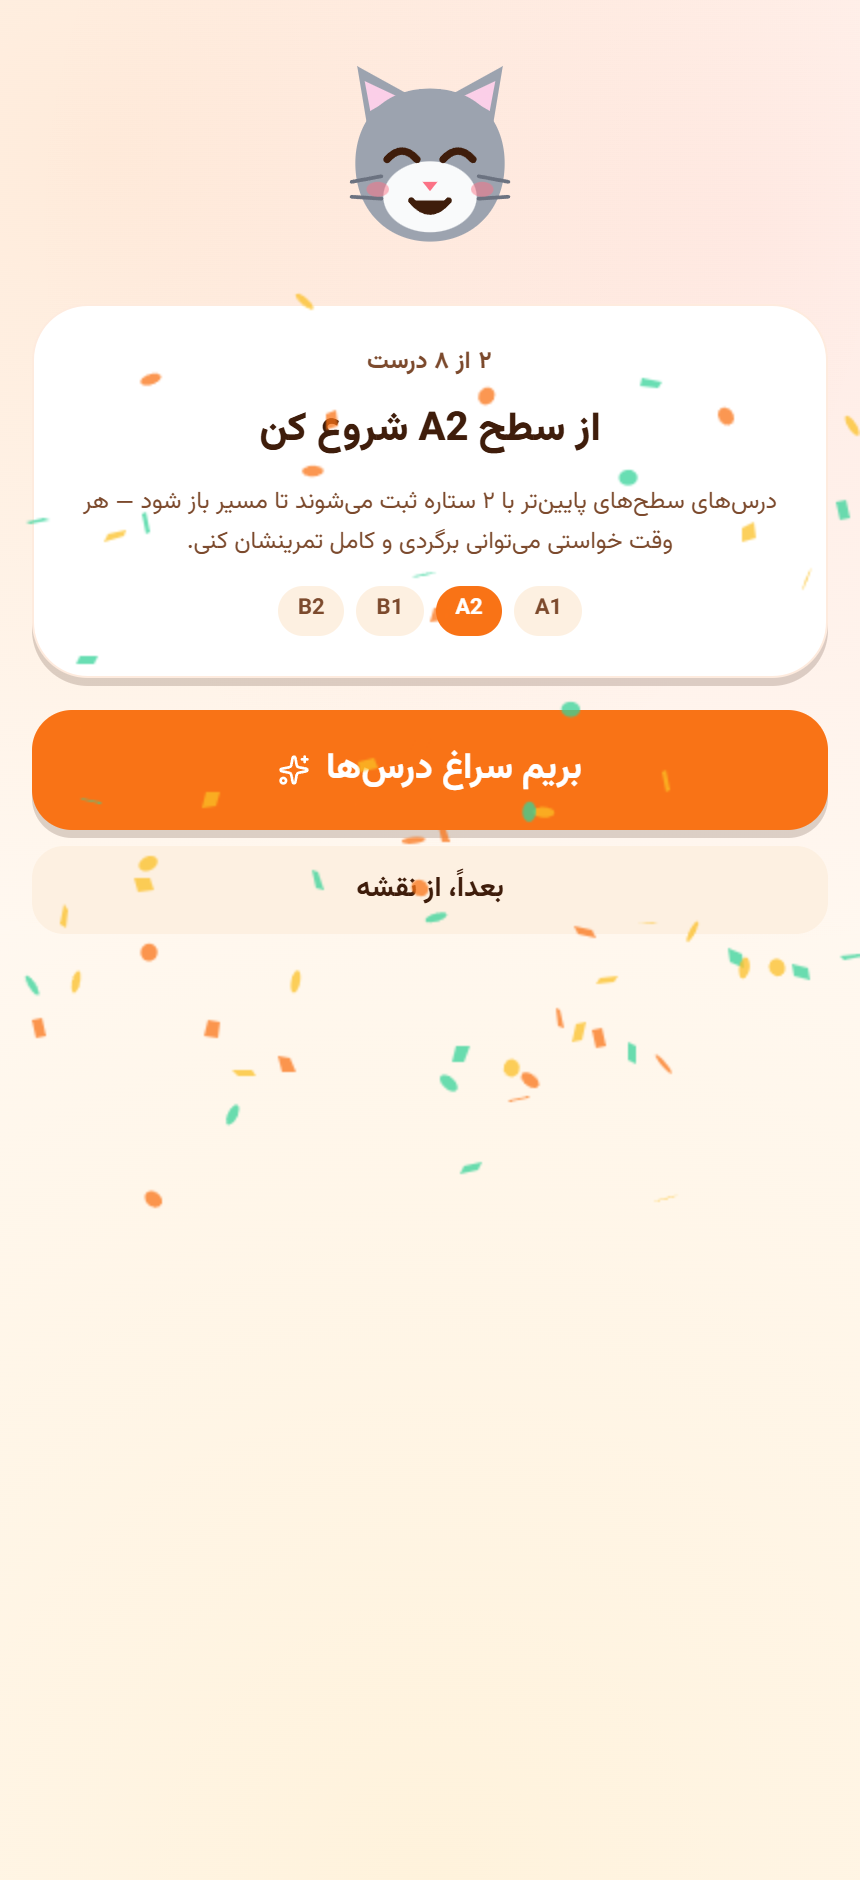 ۲ از ۸ درست
از سطح A2 شروع کن
درس‌های سطح‌های پایین‌تر با ۲ ستاره ثبت می‌شوند تا مسیر باز شود — هر
وقت خواستی می‌توانی برگردی و کامل تمرینشان کنی.
A1 A2 B1 B2
بریم سراغ درس‌ها
بعداً، از نقشه